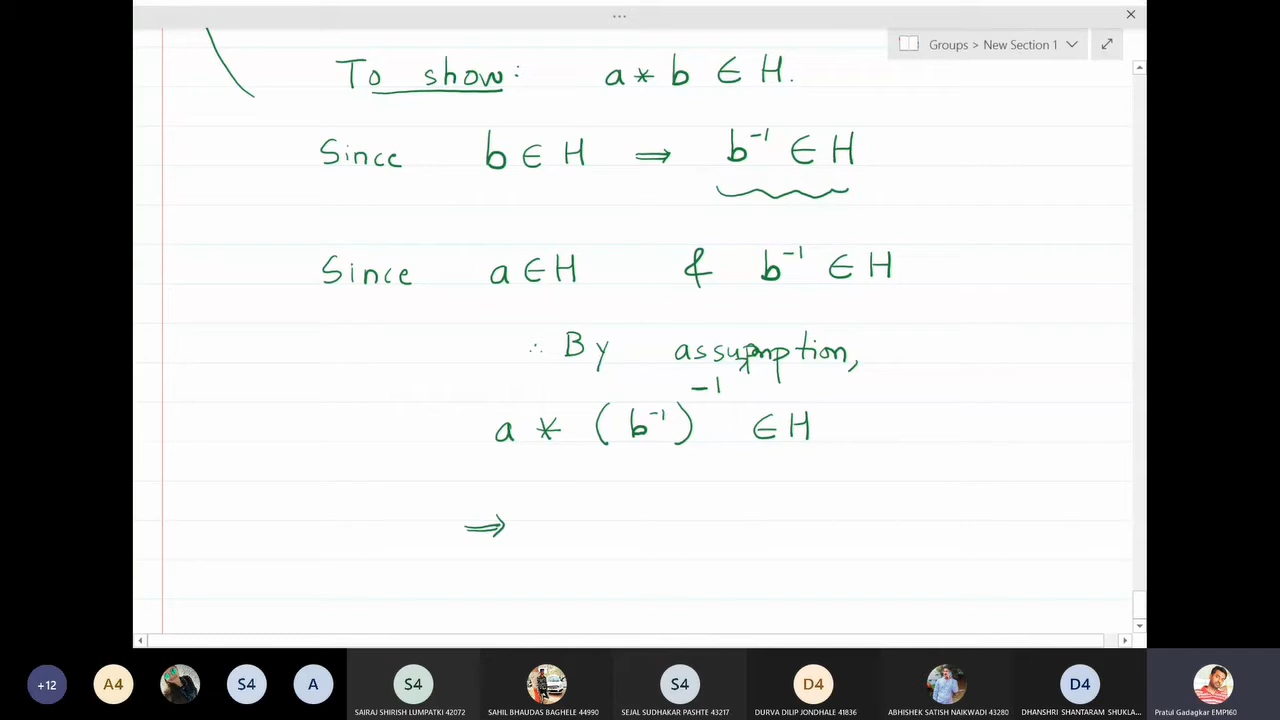 Groups > New Section 1
To show: a * b ∈ H.
Since b ∈ H ⇒ b⁻¹ ∈ H
Since a ∈ H & b⁻¹ ∈ H
∴ By assumption,
a * (b⁻¹)⁻¹ ∈ H
⇒
+12 A4 S4 A S4 S4 D4 D4
SAIRAJ SHIRISH LUMPATKI 42072 SAHIL BHAUDAS BAGHELE 44990 SEJAL SUDHAKAR PASHTE 43217 DURVA DILIP JONDHALE 41836 ABHISHEK SATISH NAIKWADI 43280 DHANSHRI SHANTARAM SHUKLA... Pratul Gadagkar EMP60